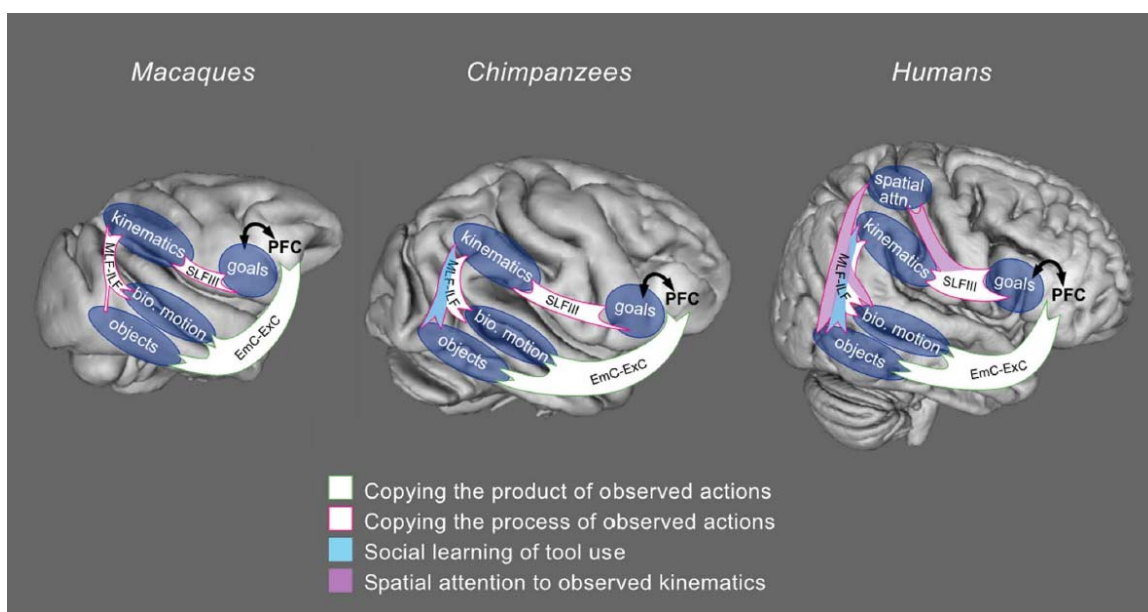 Macaques
Chimpanzees
Humans
kinematics
MLF-ILF
SLFIII
goals
PFC
bio. motion
objects
EmC-ExC
kinematics
MLF-ILF
SLFIII
goals
PFC
bio. motion
objects
EmC-ExC
spatial
attn.
kinematics
MLF-ILF
SLFIII
goals
PFC
bio. motion
objects
EmC-ExC
Copying the product of observed actions
Copying the process of observed actions
Social learning of tool use
Spatial attention to observed kinematics